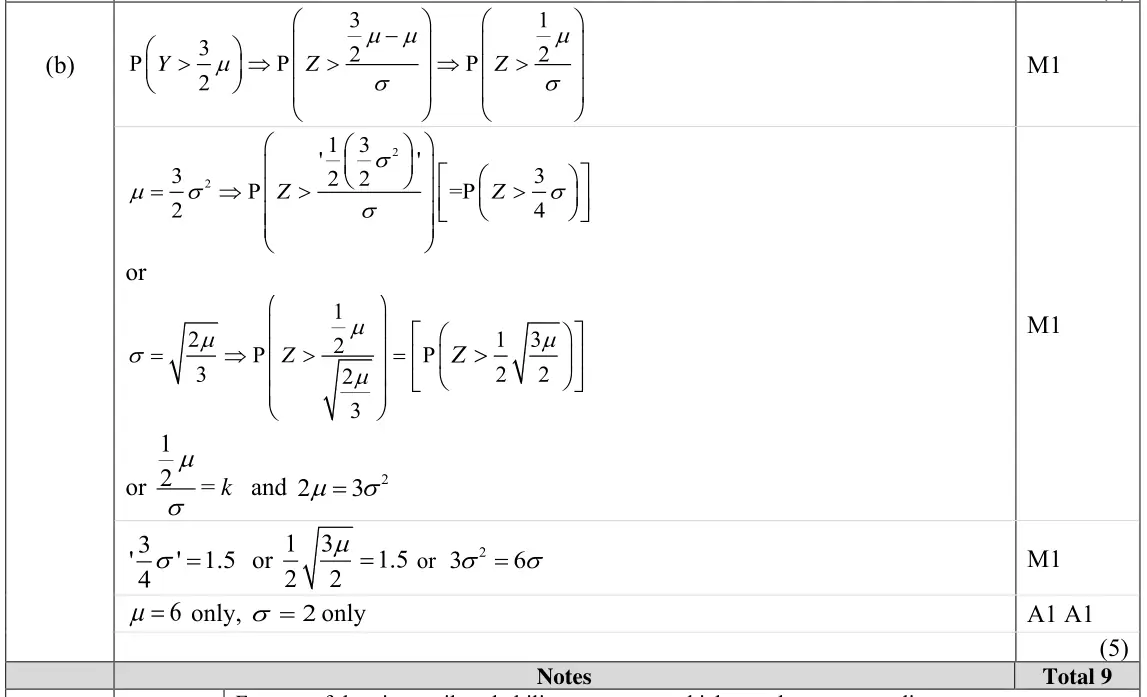 (b) P(Y > 3/2 μ) ⇒ P(Z > (3/2 μ − μ)/σ) ⇒ P(Z > (1/2 μ)/σ) M1
μ = 3/2 σ² ⇒ P(Z > '1/2(3/2 σ²)'/σ) [=P(Z > 3/4 σ)]
or
σ = √(2μ/3) ⇒ P(Z > (1/2 μ)/√(2μ/3)) = [P(Z > 1/2 √(3μ/2))] M1
or (1/2 μ)/σ = k and 2μ = 3σ²
'3/4 σ' = 1.5 or 1/2 √(3μ/2) = 1.5 or 3σ² = 6σ M1
μ = 6 only, σ = 2 only A1 A1
(5)
Notes Total 9